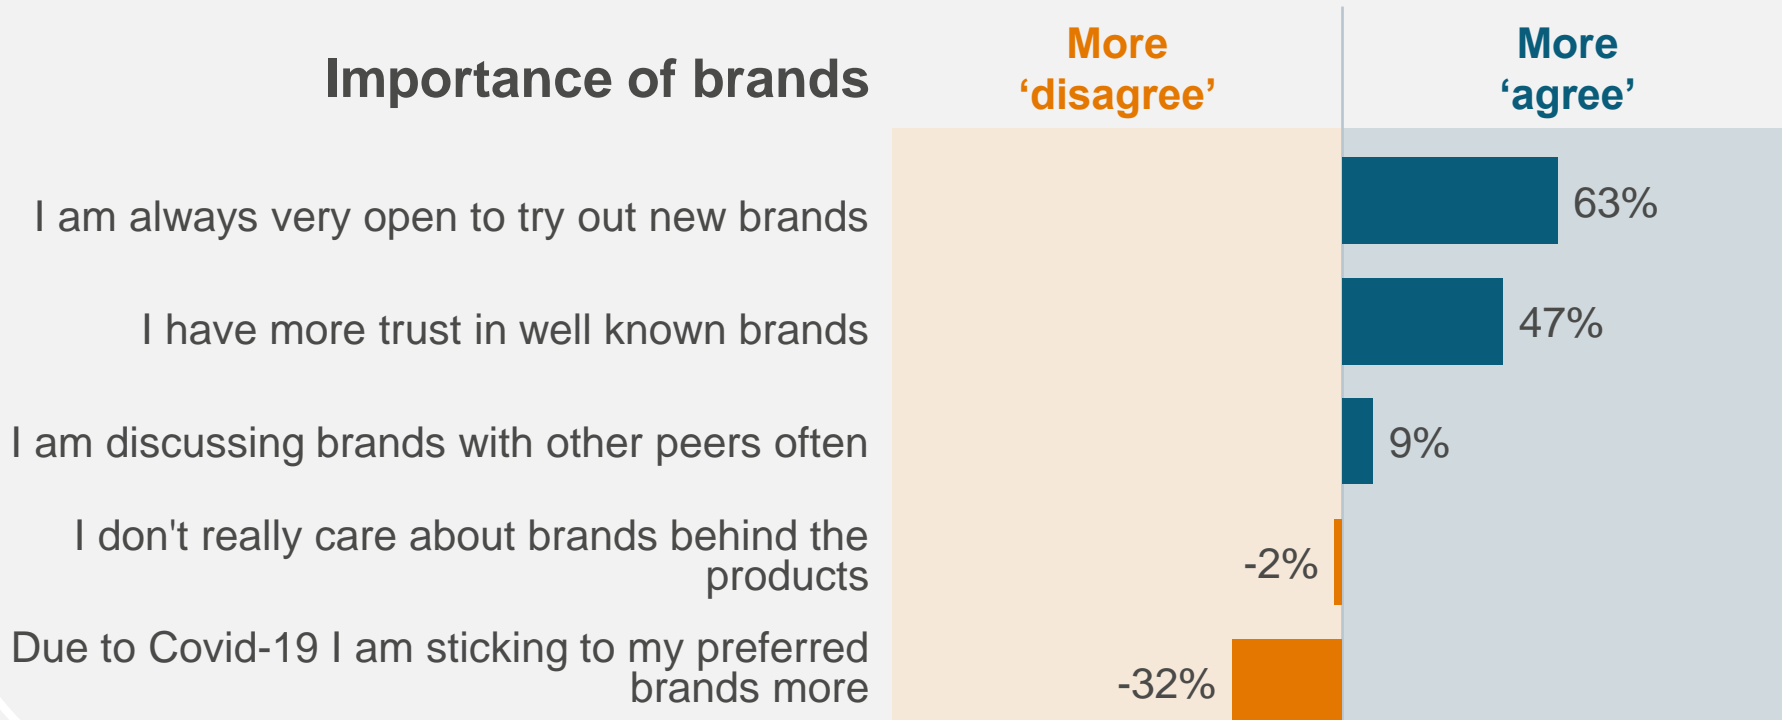 Importance of brands
More
‘disagree’
More
‘agree’
I am always very open to try out new brands
63%
I have more trust in well known brands
47%
I am discussing brands with other peers often
9%
I don't really care about brands behind the
products
-2%
Due to Covid-19 I am sticking to my preferred
brands more
-32%